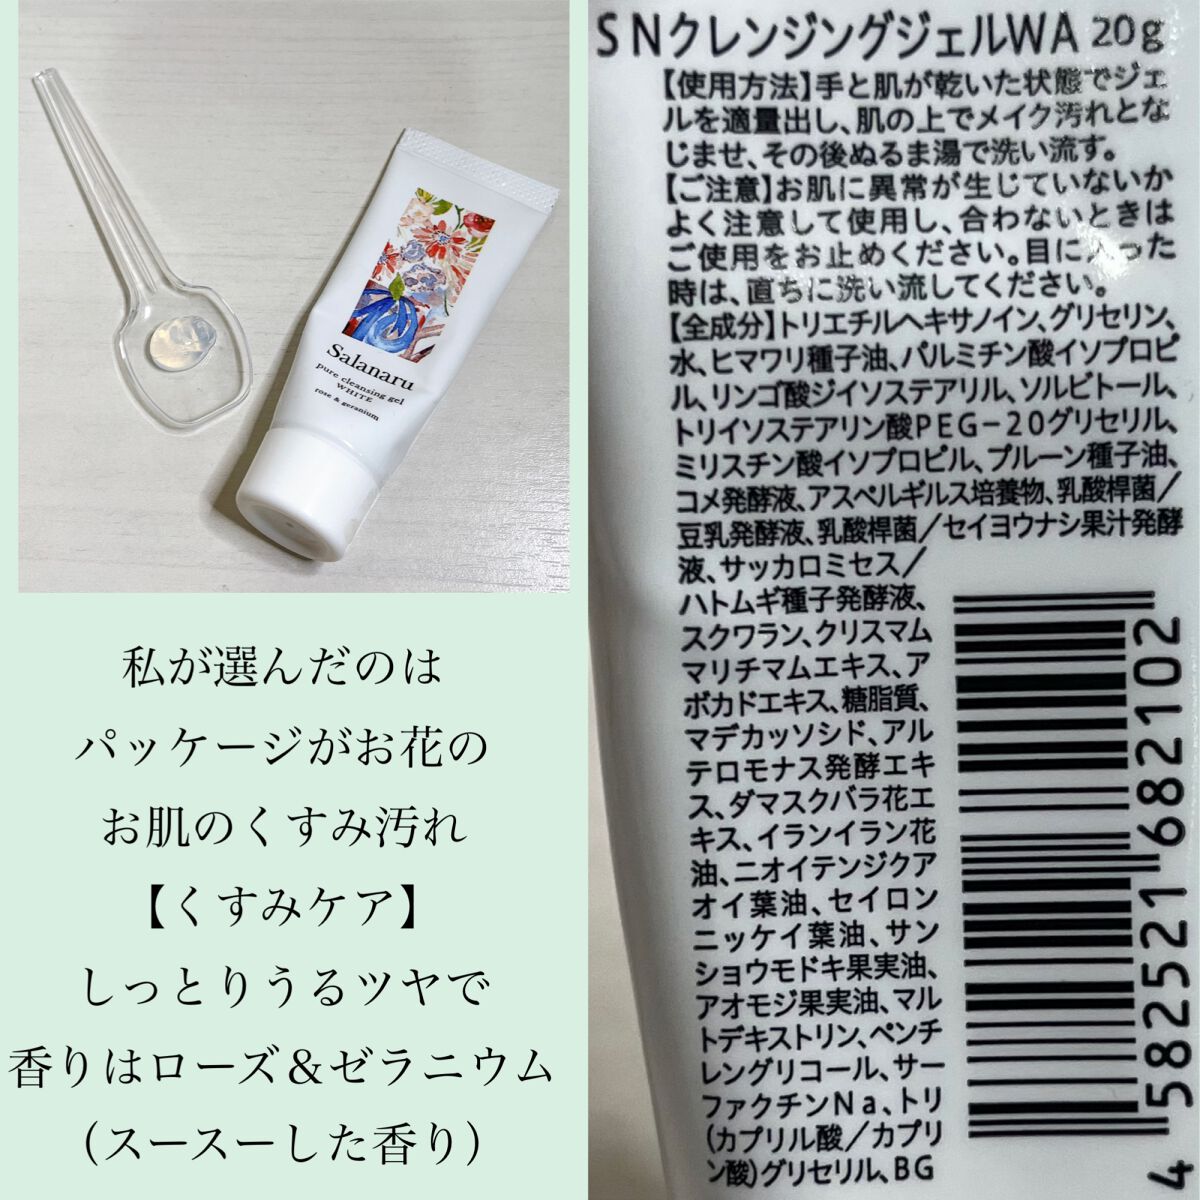 Salanaru
pure cleansing gel
WHITE
rose & geranium
私が選んだのは
パッケージがお花の
お肌のくすみ汚れ
【くすみケア】
しっとりうるツヤで
香りはローズ&ゼラニウム
(スースーした香り)
SNクレンジングジェルWA 20g
【使用方法】手と肌が乾いた状態でジェ
ルを適量出し、肌の上でメイク汚れとな
じませ、その後ぬるま湯で洗い流す。
【ご注意】お肌に異常が生じていないか
よく注意して使用し、合わないときは
ご使用をお止めください。目に入った
時は、直ちに洗い流してください。
【全成分】トリエチルヘキサノイン、グリセリン、
水、ヒマワリ種子油、パルミチン酸イソプロピ
ル、リンゴ酸ジイソステアリル、ソルビトール、
トリイソステアリン酸PEG-20グリセリル、
ミリスチン酸イソプロピル、プルーン種子油、
コメ発酵液、アスペルギルス培養物、乳酸桿菌/
豆乳発酵液、乳酸桿菌/セイヨウナシ果汁発酵
液、サッカロミセス/
ハトムギ種子発酵液、
スクワラン、クリスマム
マリチマムエキス、ア
ボカドエキス、糖脂質、
マデカッソシド、アル
テロモナス発酵エキ
ス、ダマスクバラ花エ
キス、イランイラン花
油、ニオイテンジクア
オイ葉油、セイロン
ニッケイ葉油、サン
ショウモドキ果実油、
アオモジ果実油、マル
トデキストリン、ペンチ
レングリコール、サー
ファクチンNa、トリ
(カプリル酸/カプリ
ン酸)グリセリル、BG
4582521682102